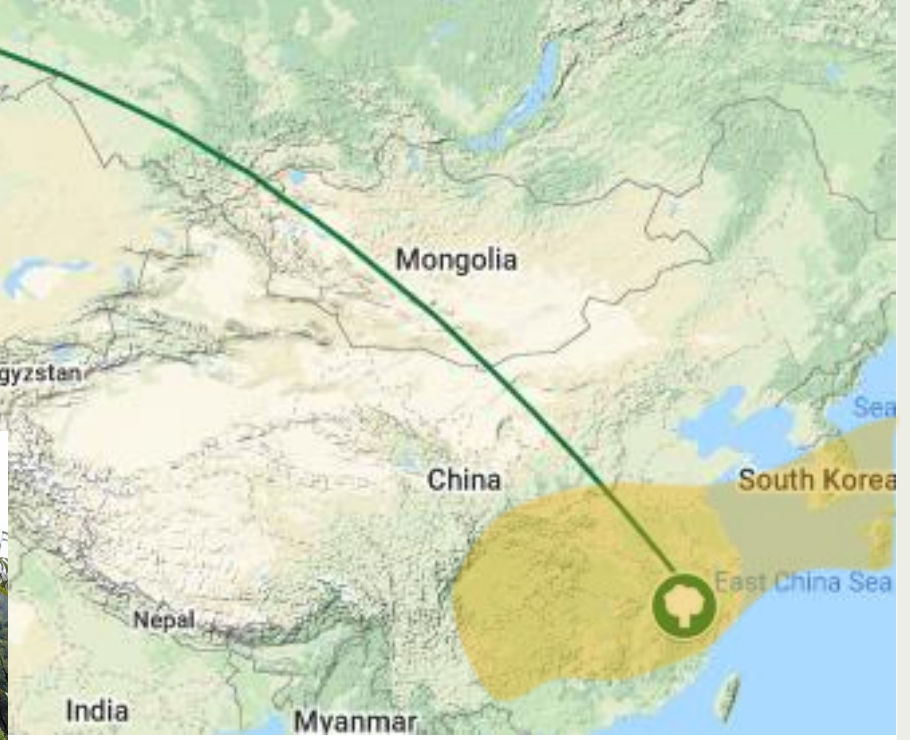 Mongolia
gyzstan
Sea
China
South Korea
East China Sea
Nepal
India
Myanmar